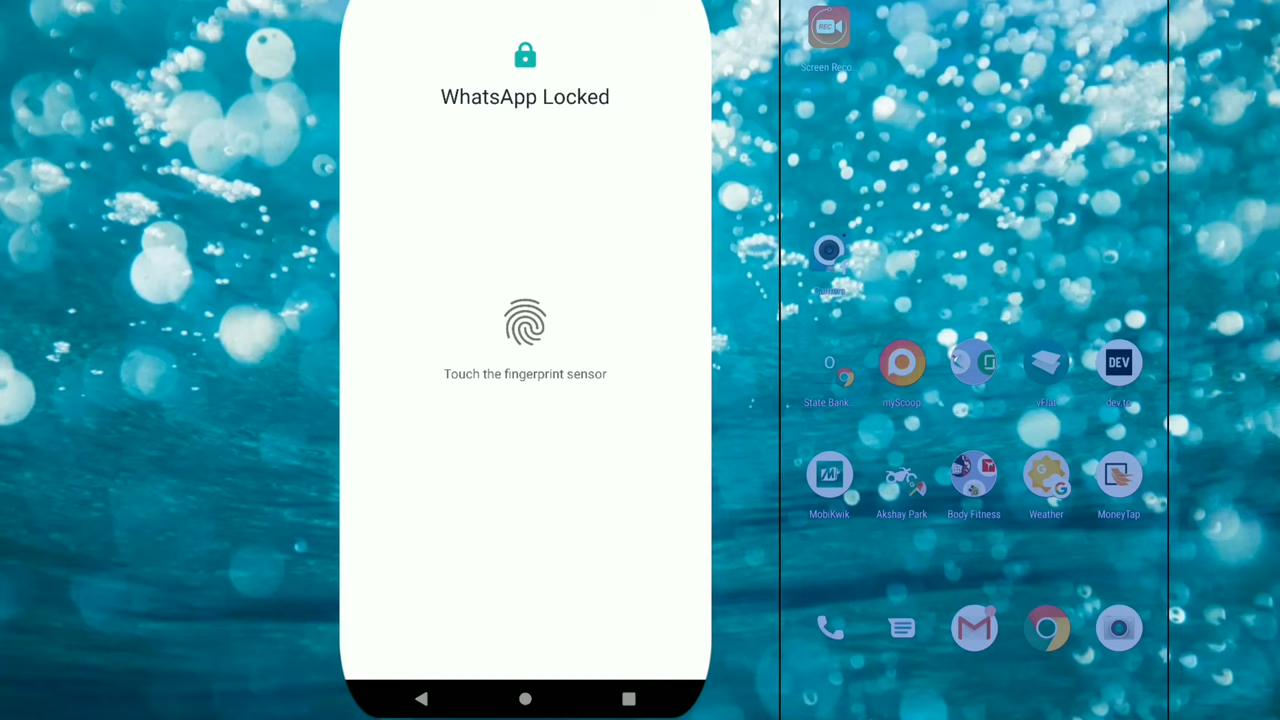 WhatsApp Locked
Touch the fingerprint sensor
REC
Screen Reco
O
State Bank..
myScoop
vFlat
DEV
dev.to
MobiKwik
Akshay Park
Body Fitness
G
Weather
MoneyTap